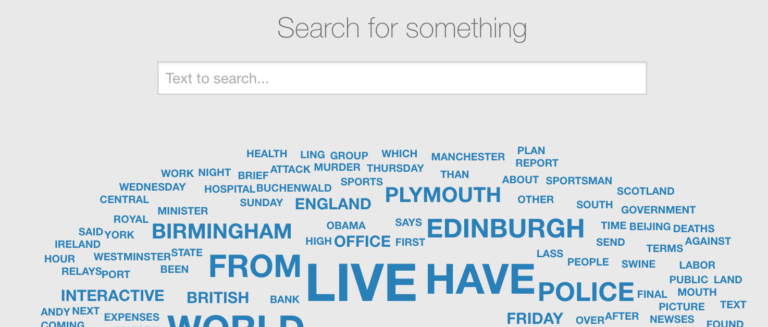 Search for something
Text to search...
HEALTH LING GROUP WHICH MANCHESTER PLAN
WORK NIGHT BRIEF ATTACK MURDER THURSDAY THAN REPORT
WEDNESDAY HOSPITAL BUCHENWALD SPORTS ABOUT SPORTSMAN
CENTRAL SUNDAY ENGLAND PLYMOUTH OTHER SCOTLAND
ROYAL MINISTER SOUTH GOVERNMENT
SAID YORK BIRMINGHAM OBAMA SAYS EDINBURGH TIME BEIJING DEATHS
IRELAND HIGH OFFICE FIRST SEND AGAINST
HOUR WESTMINSTER STATE LASS TERMS
RELAYS PORT BEEN FROM PEOPLE SWINE LABOR
LIVE HAVE PUBLIC LAND
INTERACTIVE BRITISH BANK POLICE FINAL MOUTH
ANDY NEXT PICTURE TEXT
COMING EXPENSES WORLD FRIDAY OVER AFTER NEWSES FOUND